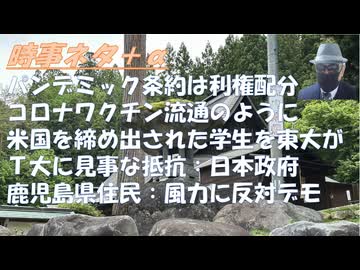 時事ネタ＋α
パンデミック条約は利権配分
コロナワクチン流通のように
米国を締め出された学生を東大が
T大に見事な抵抗：日本政府
鹿児島県住民：風力に反対デモ